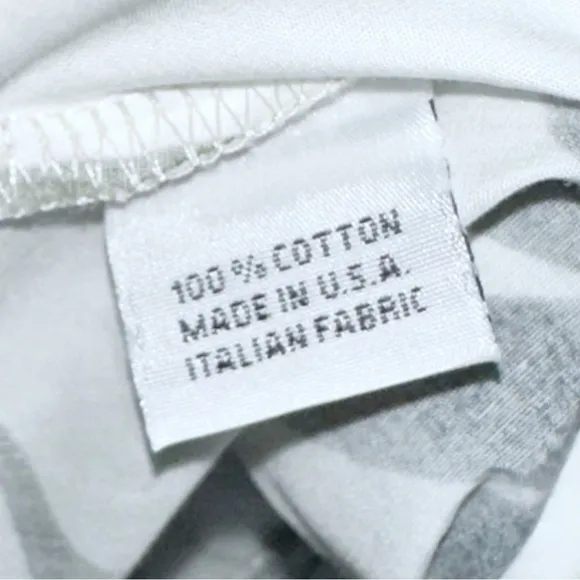 100% COTTON
MADE IN U.S.A.
ITALIAN FABRIC